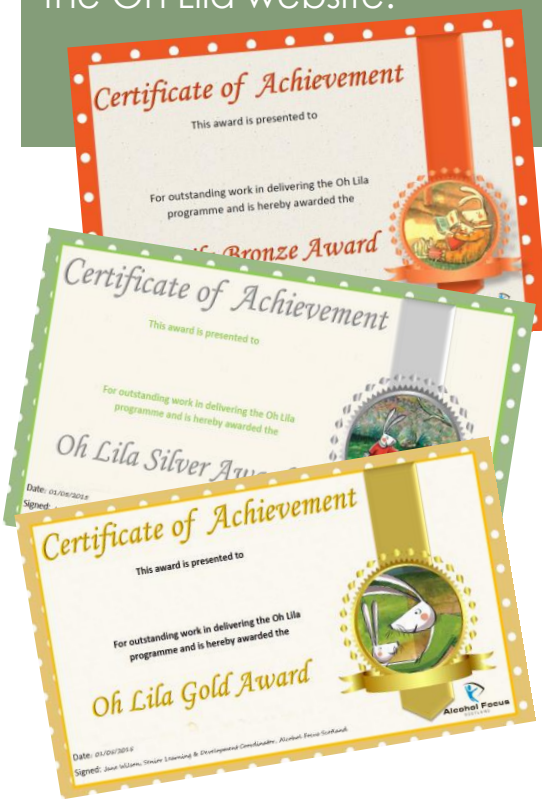 the Oh Lila website.
Certificate of Achievement
This award is presented to
For outstanding work in delivering the Oh Lila
programme and is hereby awarded the
Bronze Award
Certificate of Achievement
This award is presented to
For outstanding work in delivering the Oh Lila
programme and is hereby awarded the
Oh Lila Silver
Date: 01/06/2016
Signed:
Certificate of Achievement
This award is presented to
For outstanding work in delivering the Oh Lila
programme and is hereby awarded the
Oh Lila Gold Award
Alcohol Focus
SCOTLAND
Date: 01/06/2016
Signed: Jane Wilson, Senior Learning & Development Coordinator, Alcohol Focus Scotland